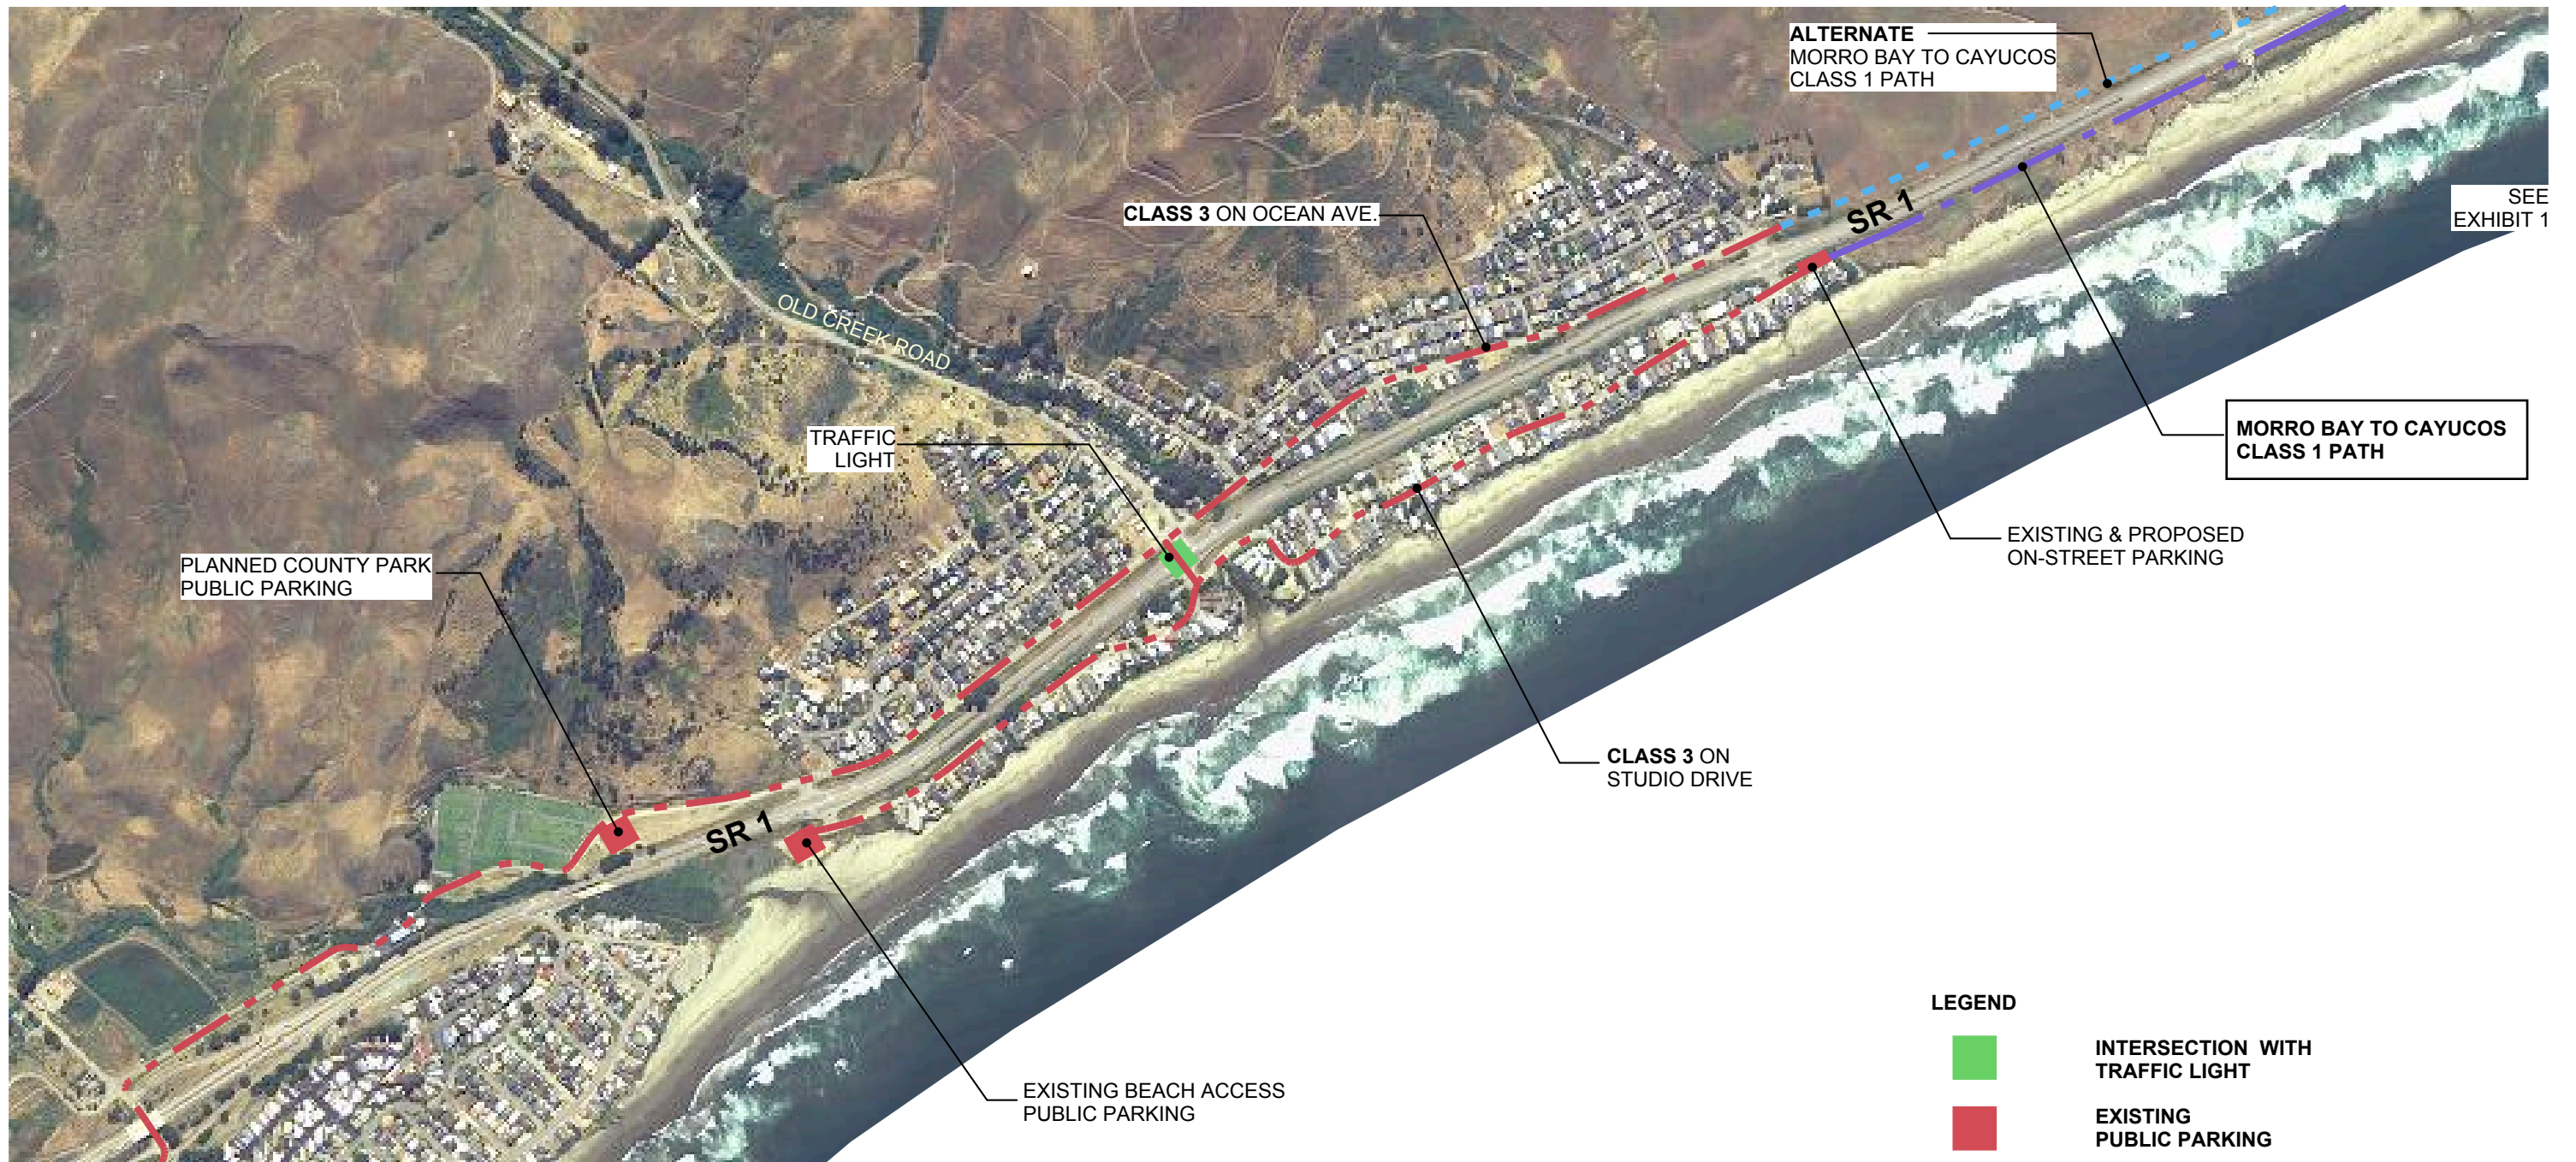 ALTERNATE
MORRO BAY TO CAYUCOS
CLASS 1 PATH
SEE
EXHIBIT 1
SR 1
CLASS 3 ON OCEAN AVE.
OLD CREEK ROAD
MORRO BAY TO CAYUCOS
CLASS 1 PATH
TRAFFIC
LIGHT
EXISTING & PROPOSED
ON-STREET PARKING
PLANNED COUNTY PARK
PUBLIC PARKING
CLASS 3 ON
STUDIO DRIVE
SR 1
EXISTING BEACH ACCESS
PUBLIC PARKING
LEGEND
INTERSECTION WITH
TRAFFIC LIGHT
EXISTING
PUBLIC PARKING